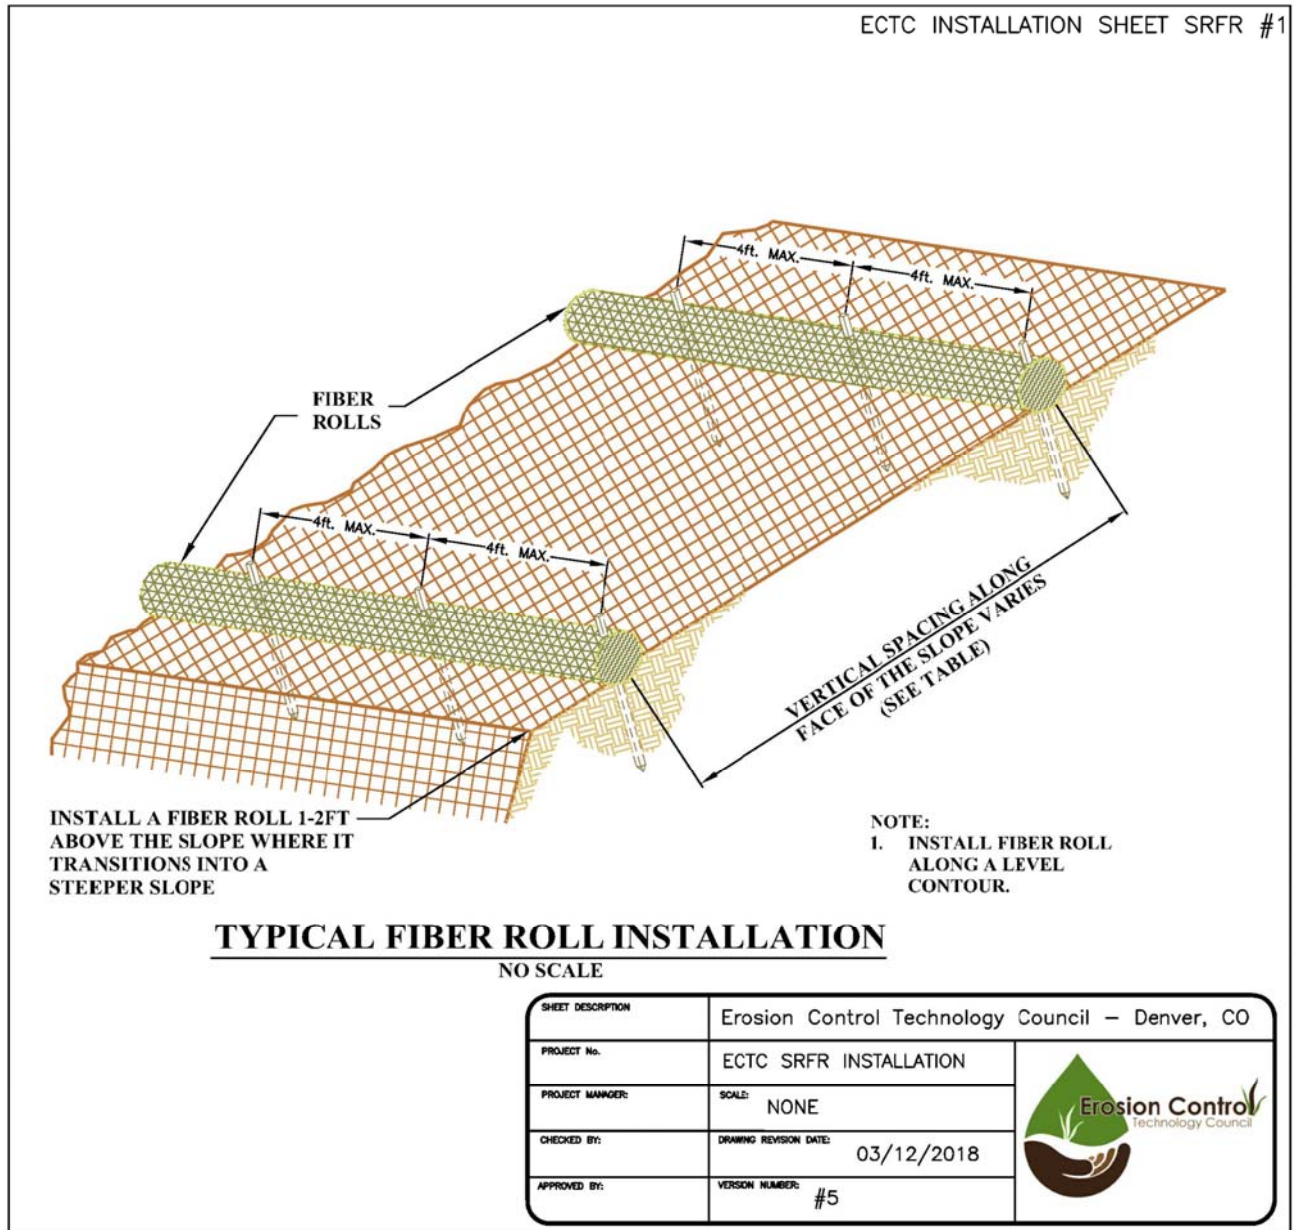 ECTC INSTALLATION SHEET SRFR #1
4ft. MAX.
4ft. MAX.
FIBER
ROLLS
4ft. MAX.
4ft. MAX.
VERTICAL SPACING ALONG
FACE OF THE SLOPE VARIES
(SEE TABLE)
INSTALL A FIBER ROLL 1-2FT
ABOVE THE SLOPE WHERE IT
TRANSITIONS INTO A
STEEPER SLOPE
NOTE:
1. INSTALL FIBER ROLL
ALONG A LEVEL
CONTOUR.
TYPICAL FIBER ROLL INSTALLATION
NO SCALE
SHEET DESCRIPTION
Erosion Control Technology Council – Denver, CO
PROJECT No.
ECTC SRFR INSTALLATION
PROJECT MANAGER:
SCALE: NONE
CHECKED BY:
DRAWING REVISION DATE: 03/12/2018
APPROVED BY:
VERSION NUMBER: #5
Erosion Control
Technology Council